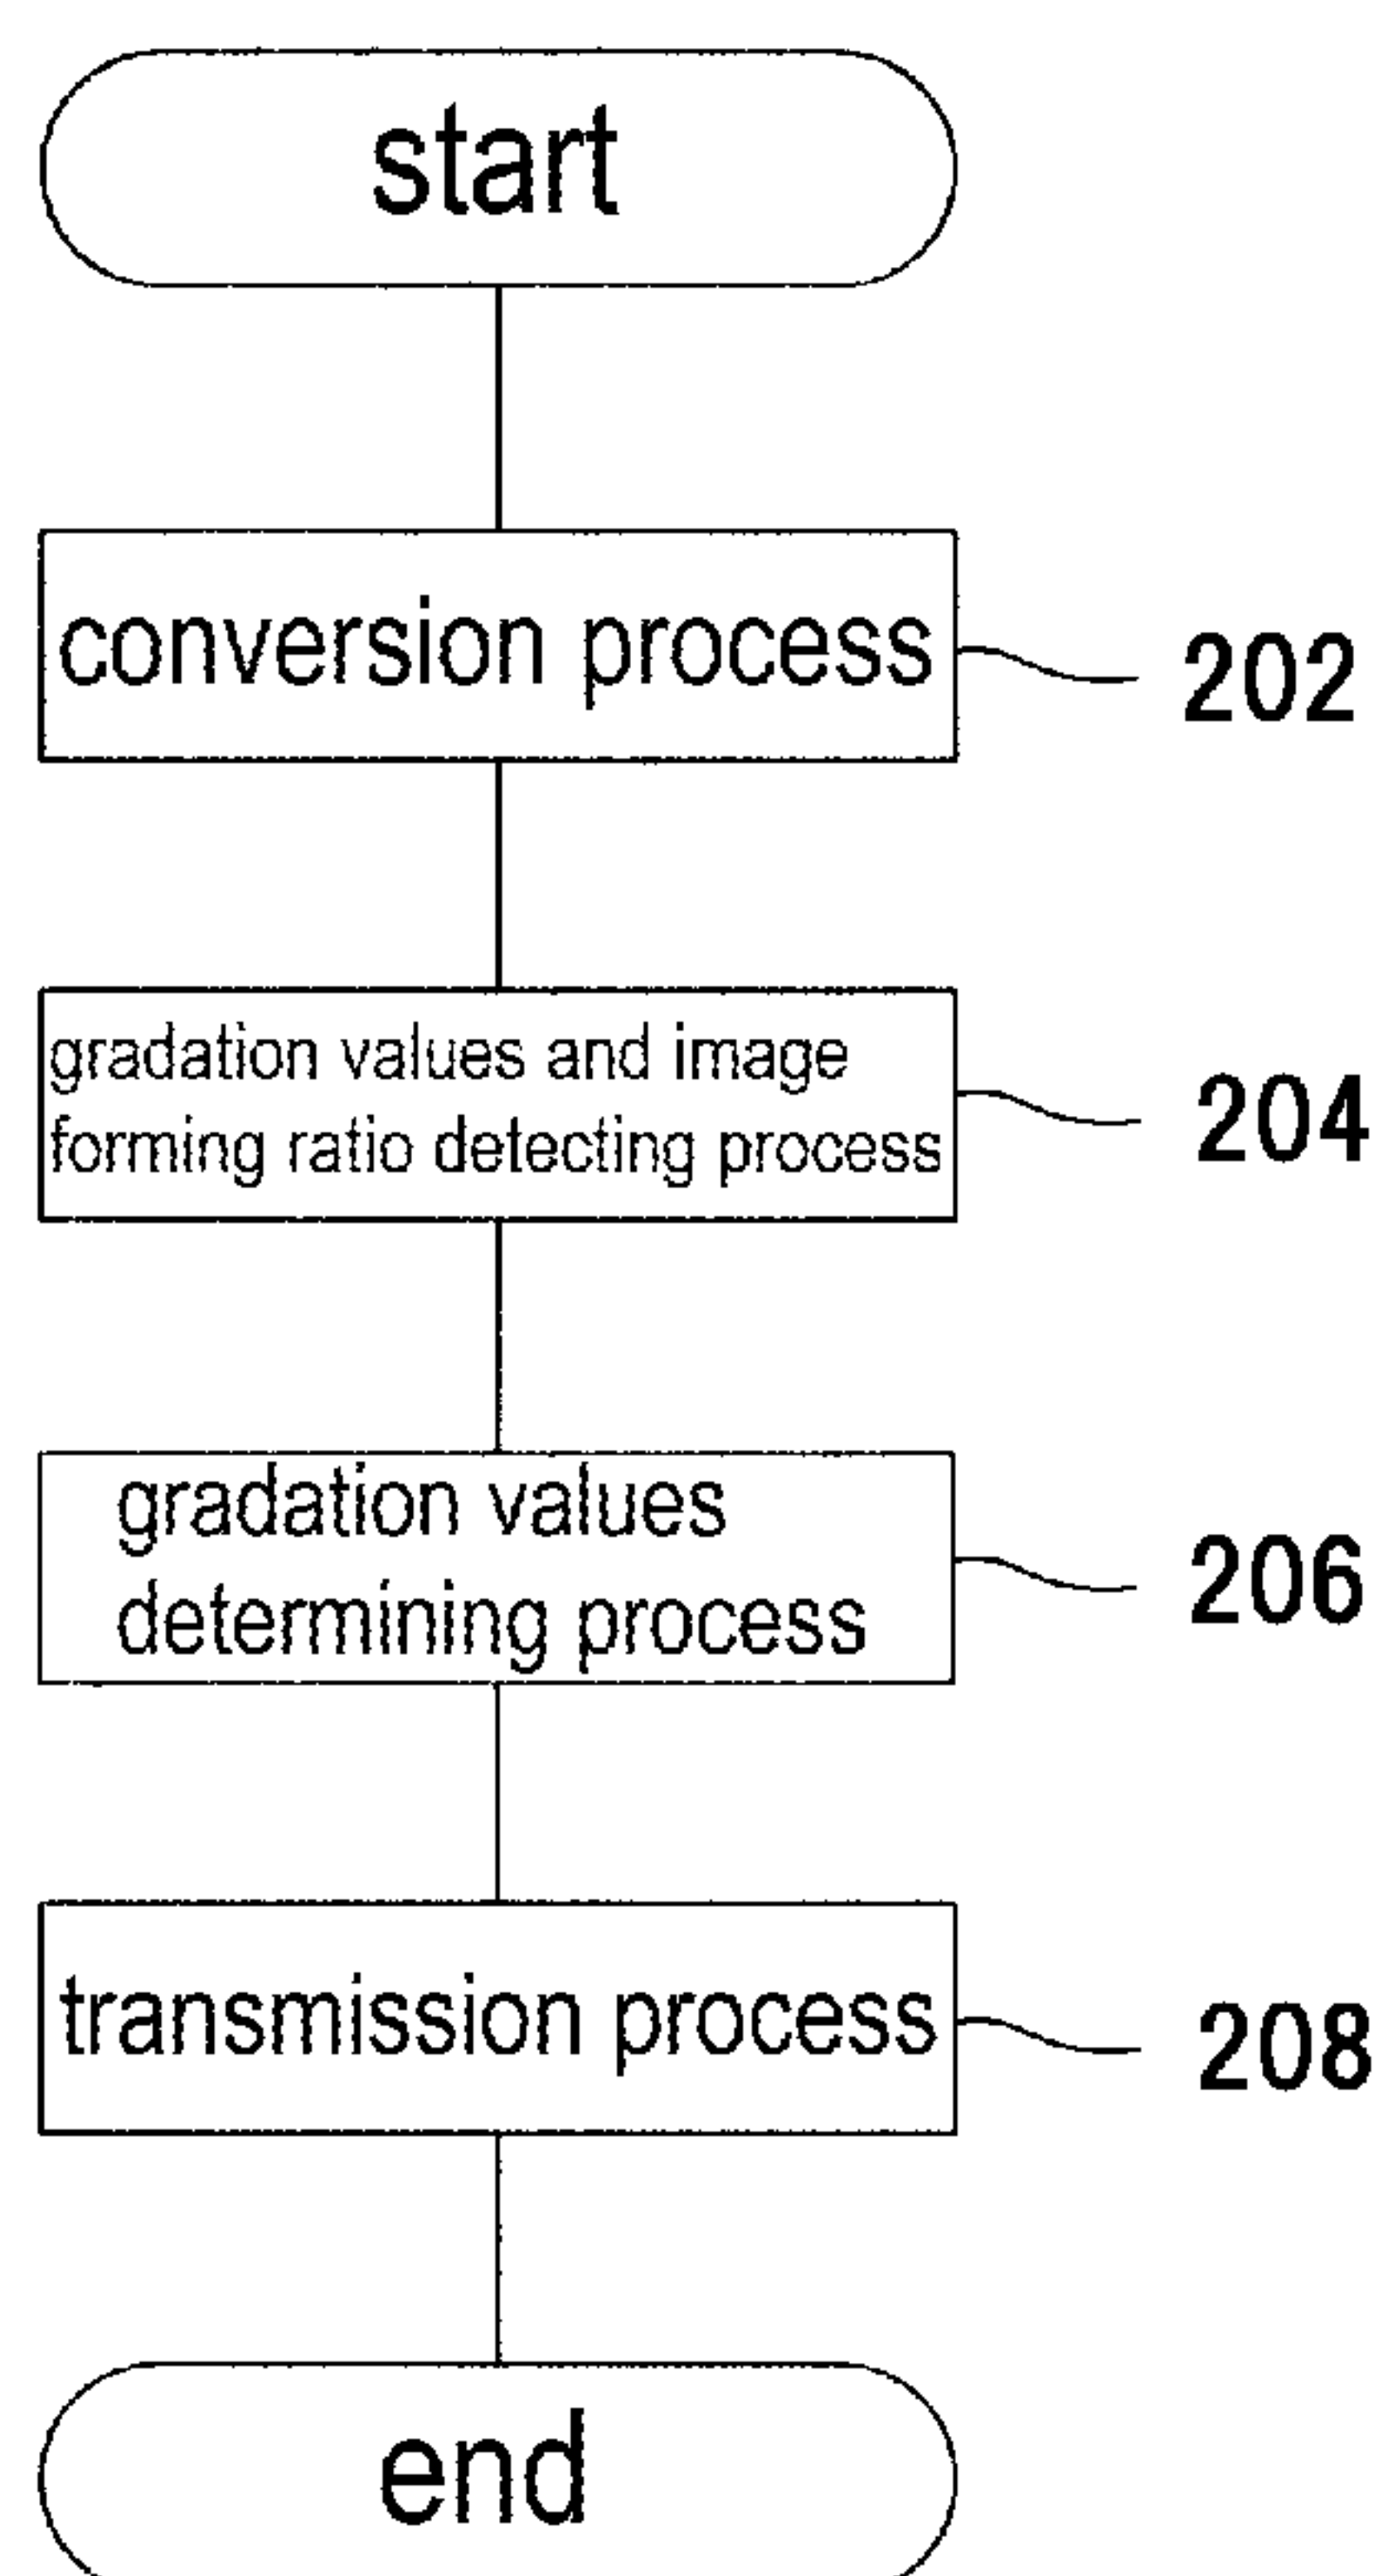 start
conversion process
202
gradation values and image
forming ratio detecting process
204
gradation values
determining process
206
transmission process
208
end